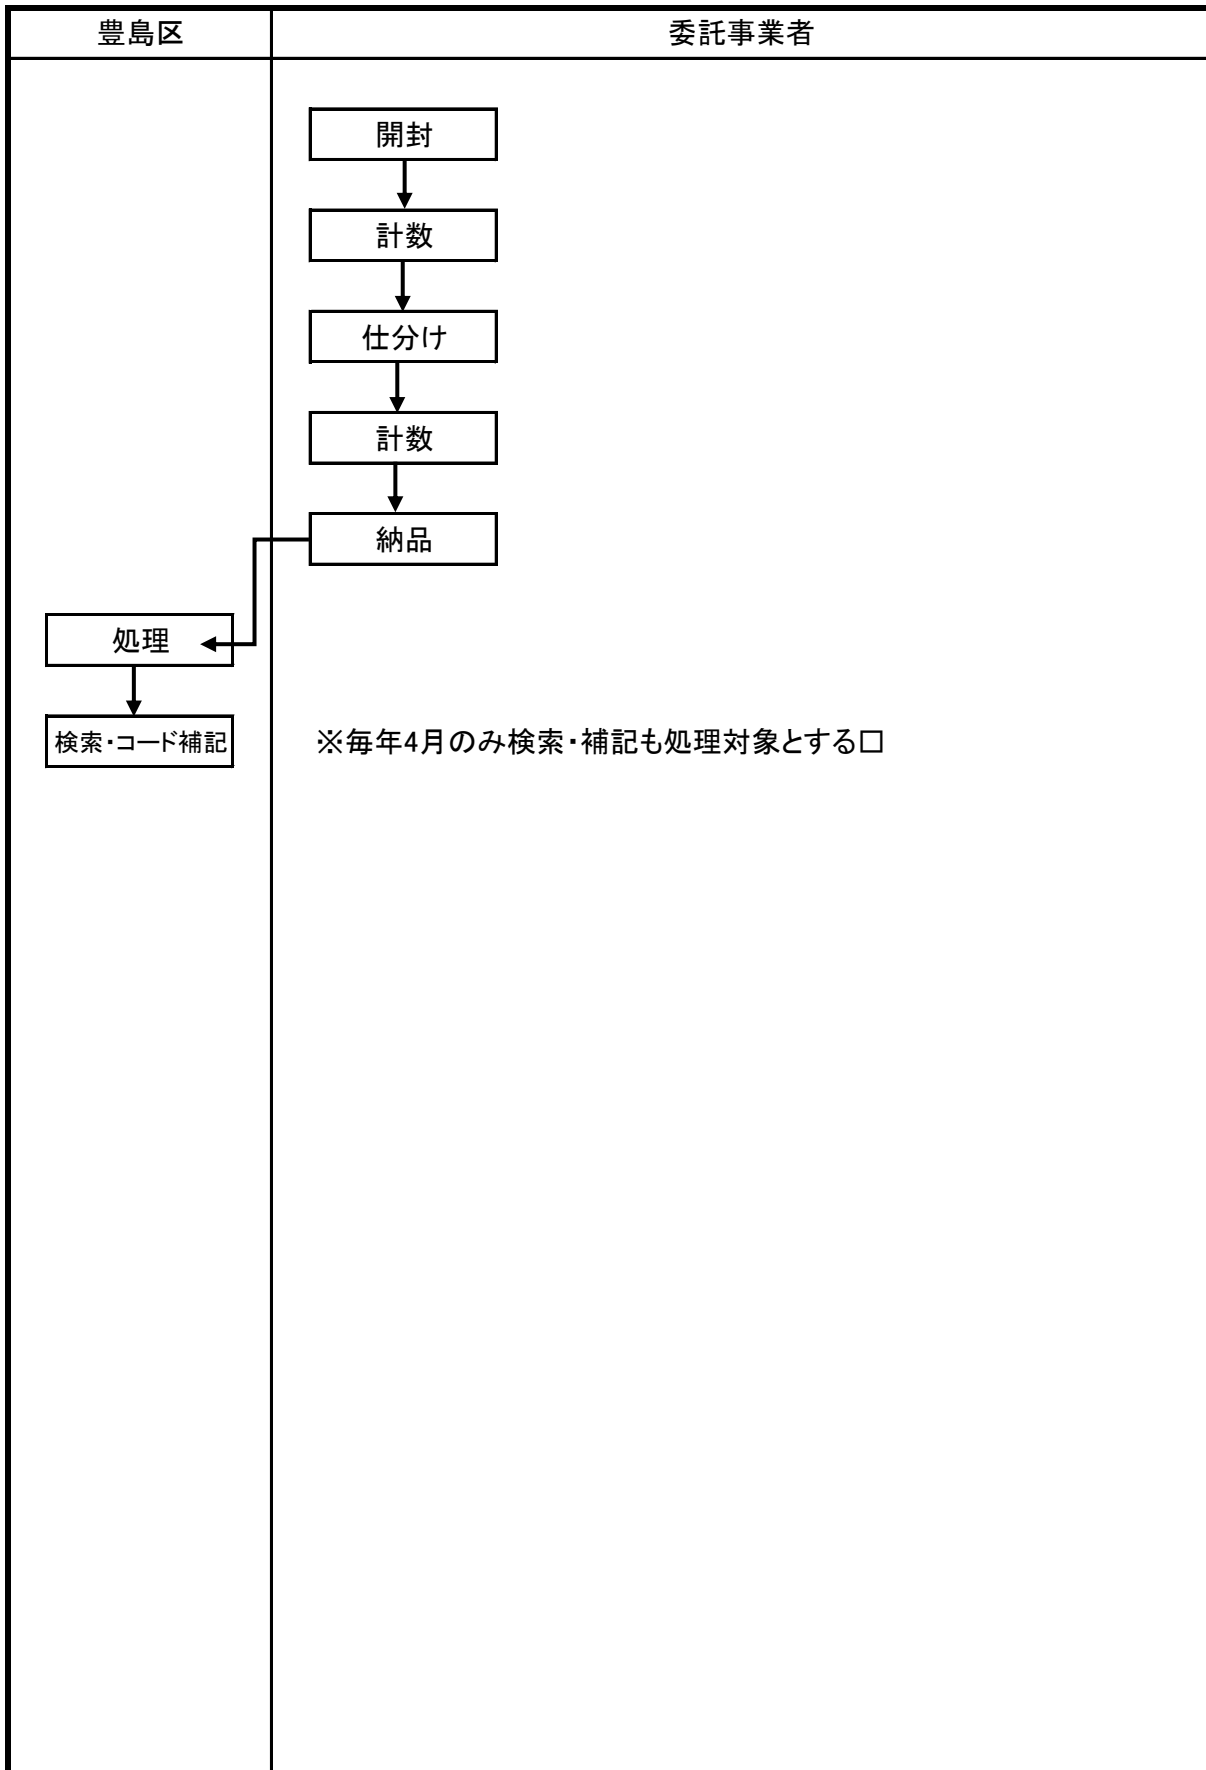 豊島区
委託事業者
開封
計数
仕分け
計数
納品
処理
検索・コード補記
※毎年4月のみ検索・補記も処理対象とする□